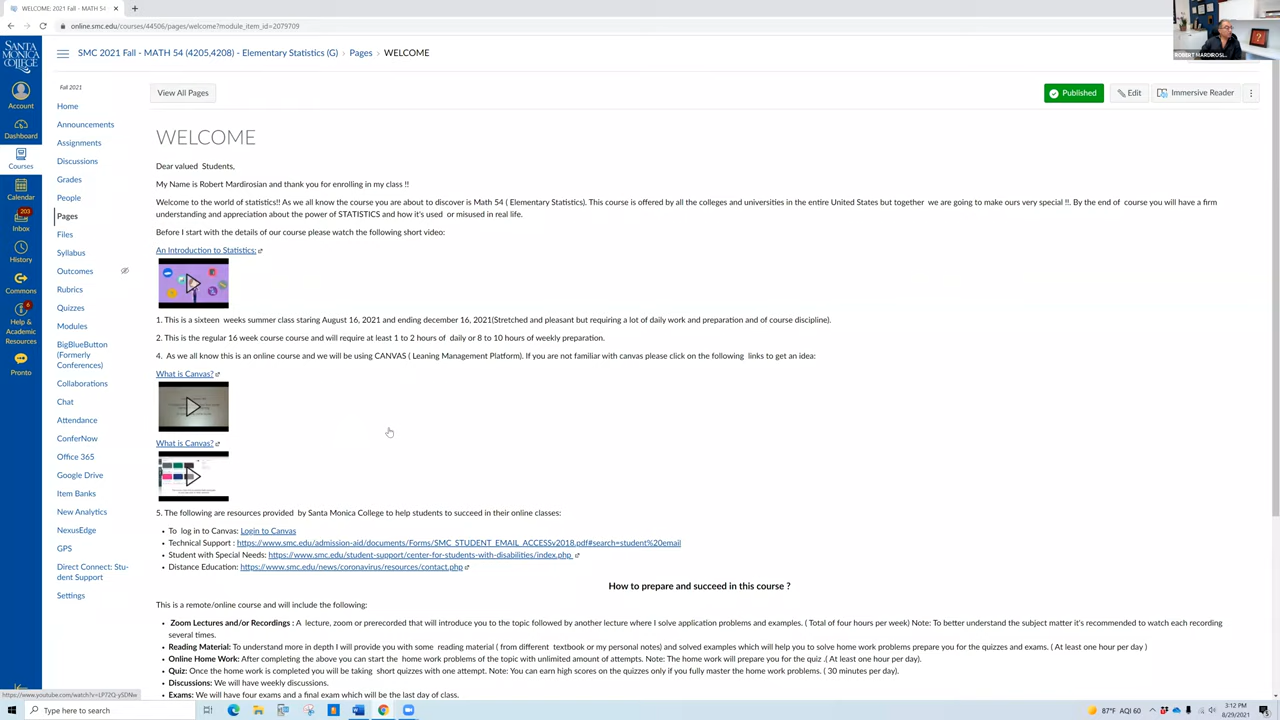 WELCOME: 2021 Fall - MATH 54
online.smc.edu/courses/44506/pages/welcome?module_item_id=2079709
ROBERT MARDIROSI...
SANTA
MONICA
COLLEGE
SMC 2021 Fall - MATH 54 (4205,4208) - Elementary Statistics (G) › Pages › WELCOME
Account
Dashboard
Courses
Calendar
203
Inbox
History
Commons
6
Help &
Academic
Resources
Pronto
Fall 2021
Home
Announcements
Assignments
Discussions
Grades
People
Pages
Files
Syllabus
Outcomes
Rubrics
Quizzes
Modules
BigBlueButton
(Formerly
Conferences)
Collaborations
Chat
Attendance
ConferNow
Office 365
Google Drive
Item Banks
New Analytics
NexusEdge
GPS
Direct Connect: Stu-
dent Support
Settings
View All Pages
Published
Edit
Immersive Reader
WELCOME
Dear valued Students,
My Name is Robert Mardirosian and thank you for enrolling in my class !!
Welcome to the world of statistics!! As we all know the course you are about to discover is Math 54 ( Elementary Statistics). This course is offered by all the colleges and universities in the entire United States but together we are going to make ours very special !!. By the end of course you will have a firm
understanding and appreciation about the power of STATISTICS and how it's used or misused in real life.
Before I start with the details of our course please watch the following short video:
An Introduction to Statistics:
1. This is a sixteen weeks summer class staring August 16, 2021 and ending december 16, 2021(Stretched and pleasant but requiring a lot of daily work and preparation and of course discipline).
2. This is the regular 16 week course course and will require at least 1 to 2 hours of daily or 8 to 10 hours of weekly preparation.
4. As we all know this is an online course and we will be using CANVAS ( Leaning Management Platform). If you are not familiar with canvas please click on the following links to get an idea:
What is Canvas?
What is Canvas?
5. The following are resources provided by Santa Monica College to help students to succeed in their online classes:
• To log in to Canvas: Login to Canvas
• Technical Support : https://www.smc.edu/admission-aid/documents/Forms/SMC_STUDENT_EMAIL_ACCESSv2018.pdf#search=student%20email
• Student with Special Needs: https://www.smc.edu/student-support/center-for-students-with-disabilities/index.php
• Distance Education: https://www.smc.edu/news/coronavirus/resources/contact.php
How to prepare and succeed in this course ?
This is a remote/online course and will include the following:
• Zoom Lectures and/or Recordings : A lecture, zoom or prerecorded that will introduce you to the topic followed by another lecture where I solve application problems and examples. ( Total of four hours per week) Note: To better understand the subject matter it's recommended to watch each recording
several times.
• Reading Material: To understand more in depth I will provide you with some reading material ( from different textbook or my personal notes) and solved examples which will help you to solve home work problems prepare you for the quizzes and exams. ( At least one hour per day )
• Online Home Work: After completing the above you can start the home work problems of the topic with unlimited amount of attempts. Note: The home work will prepare you for the quiz .( At least one hour per day).
• Quiz: Once the home work is completed you will be taking short quizzes with one attempt. Note: You can earn high scores on the quizzes only if you fully master the home work problems. ( 30 minutes per day).
• Discussions: We will have weekly discussions.
• Exams: We will have four exams and a final exam which will be the last day of class.
https://www.youtube.com/watch?v=LP72Q-ySDNw
Type here to search
87°F AQI 60
3:12 PM
8/29/2021